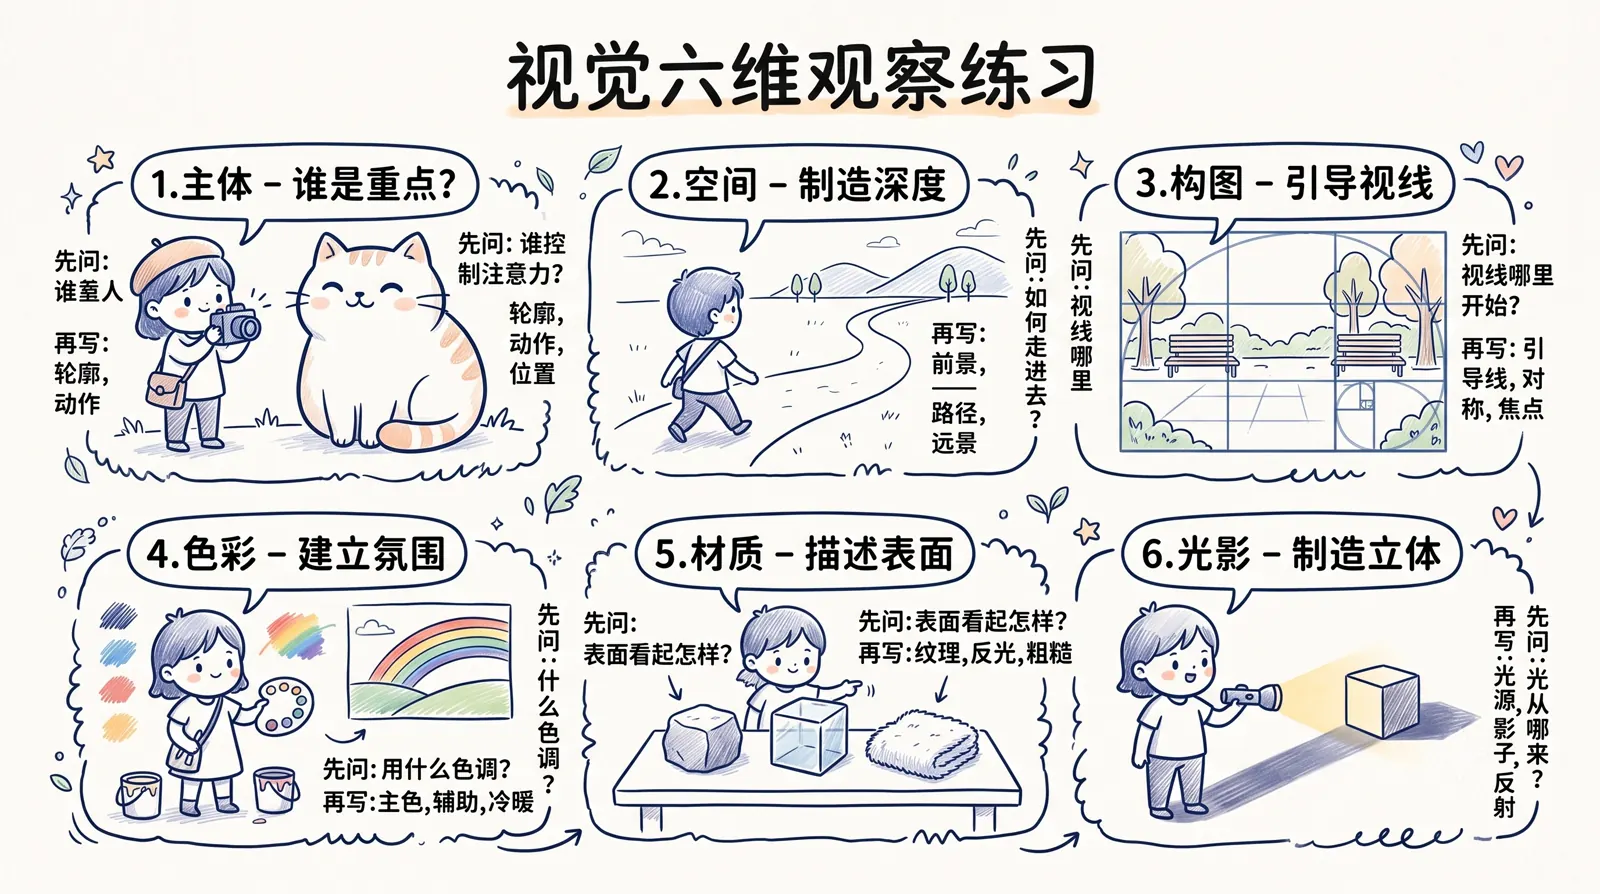 视觉六维观察练习
1.主体 – 谁是重点?
先问:
谁
人
再写:
轮廓,
动作
先问: 谁控
制注意力?
轮廓,
动作,
位置
2.空间 – 制造深度
先问:如何走进去?
再写:
前景,
路径,
远景
3.构图 – 引导视线
先问:视线哪里
先问:
视线哪里
开始?
再写: 引
导线, 对
称, 焦点
4.色彩 – 建立氛围
先问:什么色调?
先问: 用什么色调?
再写:主色,辅助,冷暖
5.材质 – 描述表面
先问:
表面看起怎样?
先问:表面看起怎样?
再写:纹理,反光,粗糙
6.光影 – 制造立体
先问:光从哪来?
再写:光源,影子,反射